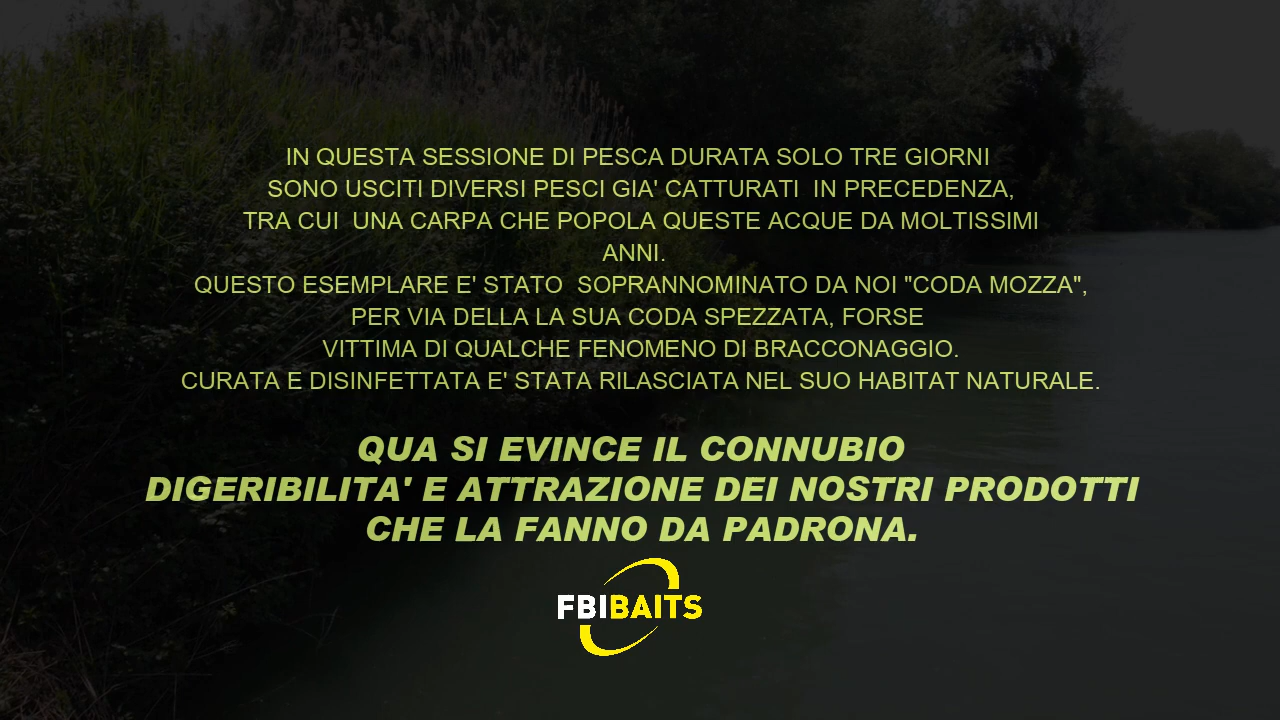 IN QUESTA SESSIONE DI PESCA DURATA SOLO TRE GIORNI
SONO USCITI DIVERSI PESCI GIA' CATTURATI  IN PRECEDENZA,
TRA CUI  UNA CARPA CHE POPOLA QUESTE ACQUE DA MOLTISSIMI
ANNI.
QUESTO ESEMPLARE E' STATO  SOPRANNOMINATO DA NOI "CODA MOZZA",
PER VIA DELLA LA SUA CODA SPEZZATA, FORSE
VITTIMA DI QUALCHE FENOMENO DI BRACCONAGGIO.
CURATA E DISINFETTATA E' STATA RILASCIATA NEL SUO HABITAT NATURALE.
QUA SI EVINCE IL CONNUBIO
DIGERIBILITA' E ATTRAZIONE DEI NOSTRI PRODOTTI
CHE LA FANNO DA PADRONA.
FBIBAITS